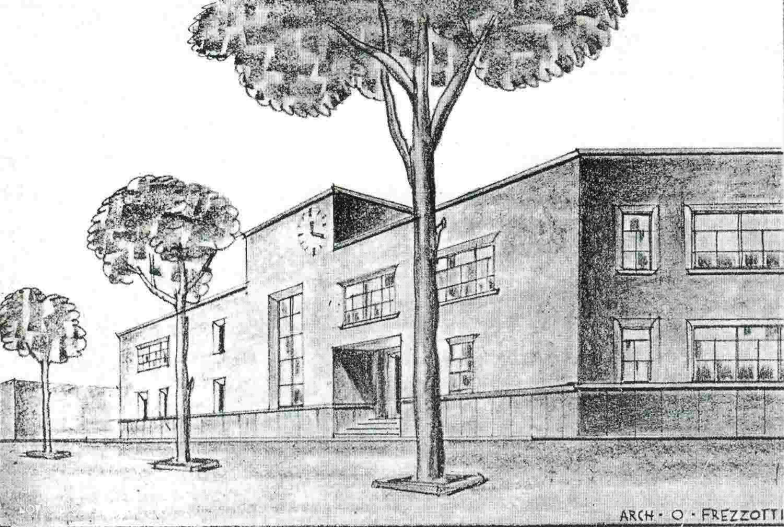 ARCH · O · FREZZOTTI